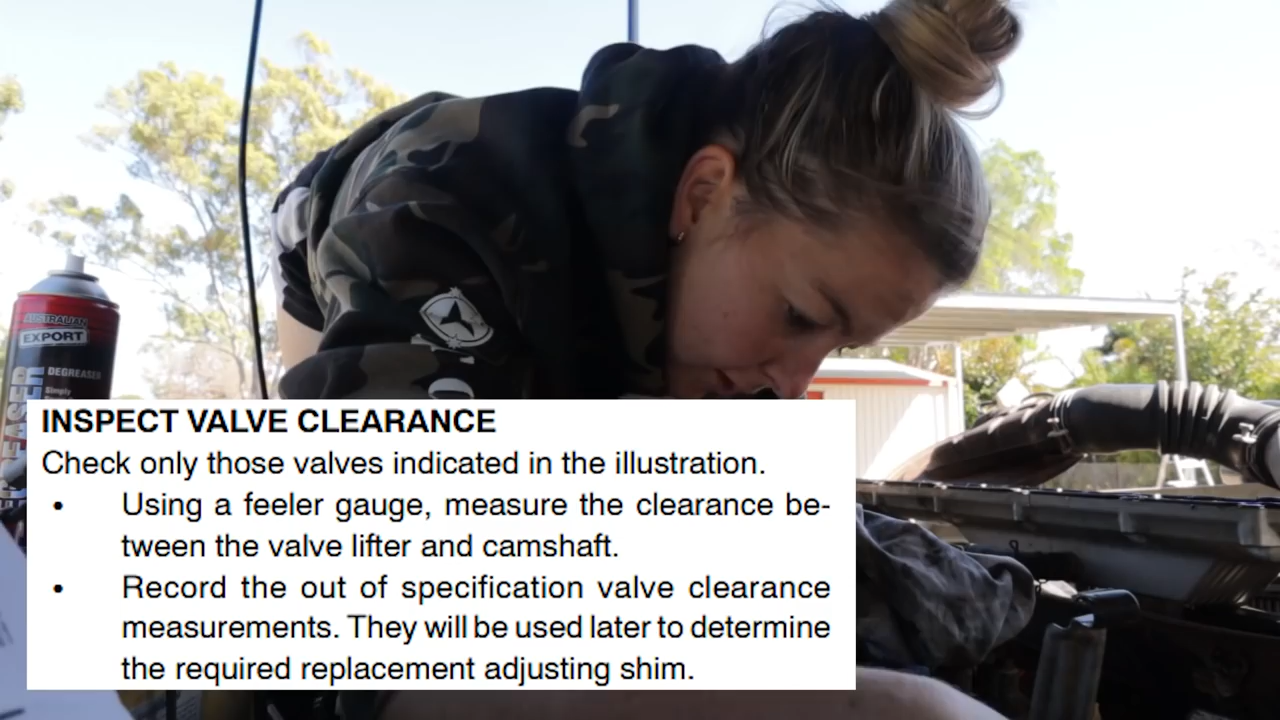 AUSTRALIAN
EXPORT
DEGREASER
Simply
INSPECT VALVE CLEARANCE
Check only those valves indicated in the illustration.
• Using a feeler gauge, measure the clearance be-
tween the valve lifter and camshaft.
• Record the out of specification valve clearance
measurements. They will be used later to determine
the required replacement adjusting shim.